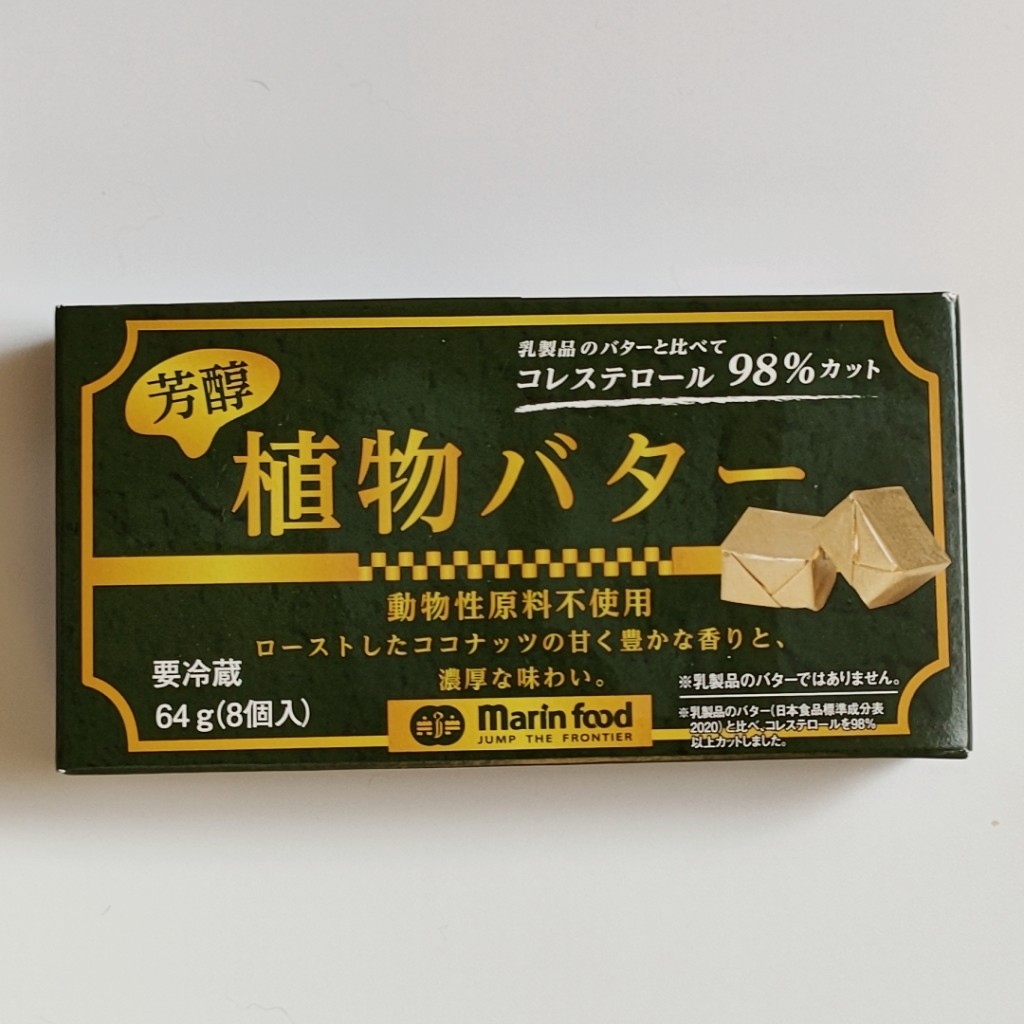 芳醇
乳製品のバターと比べて
コレステロール 98%カット
植物バター
動物性原料不使用
ローストしたココナッツの甘く豊かな香りと、
濃厚な味わい。
要冷蔵
64g(8個入)
marin food
JUMP THE FRONTIER
※乳製品のバターではありません。
※乳製品のバター(日本食品標準成分表
2020)と比べ、コレステロールを98%
以上カットしました。